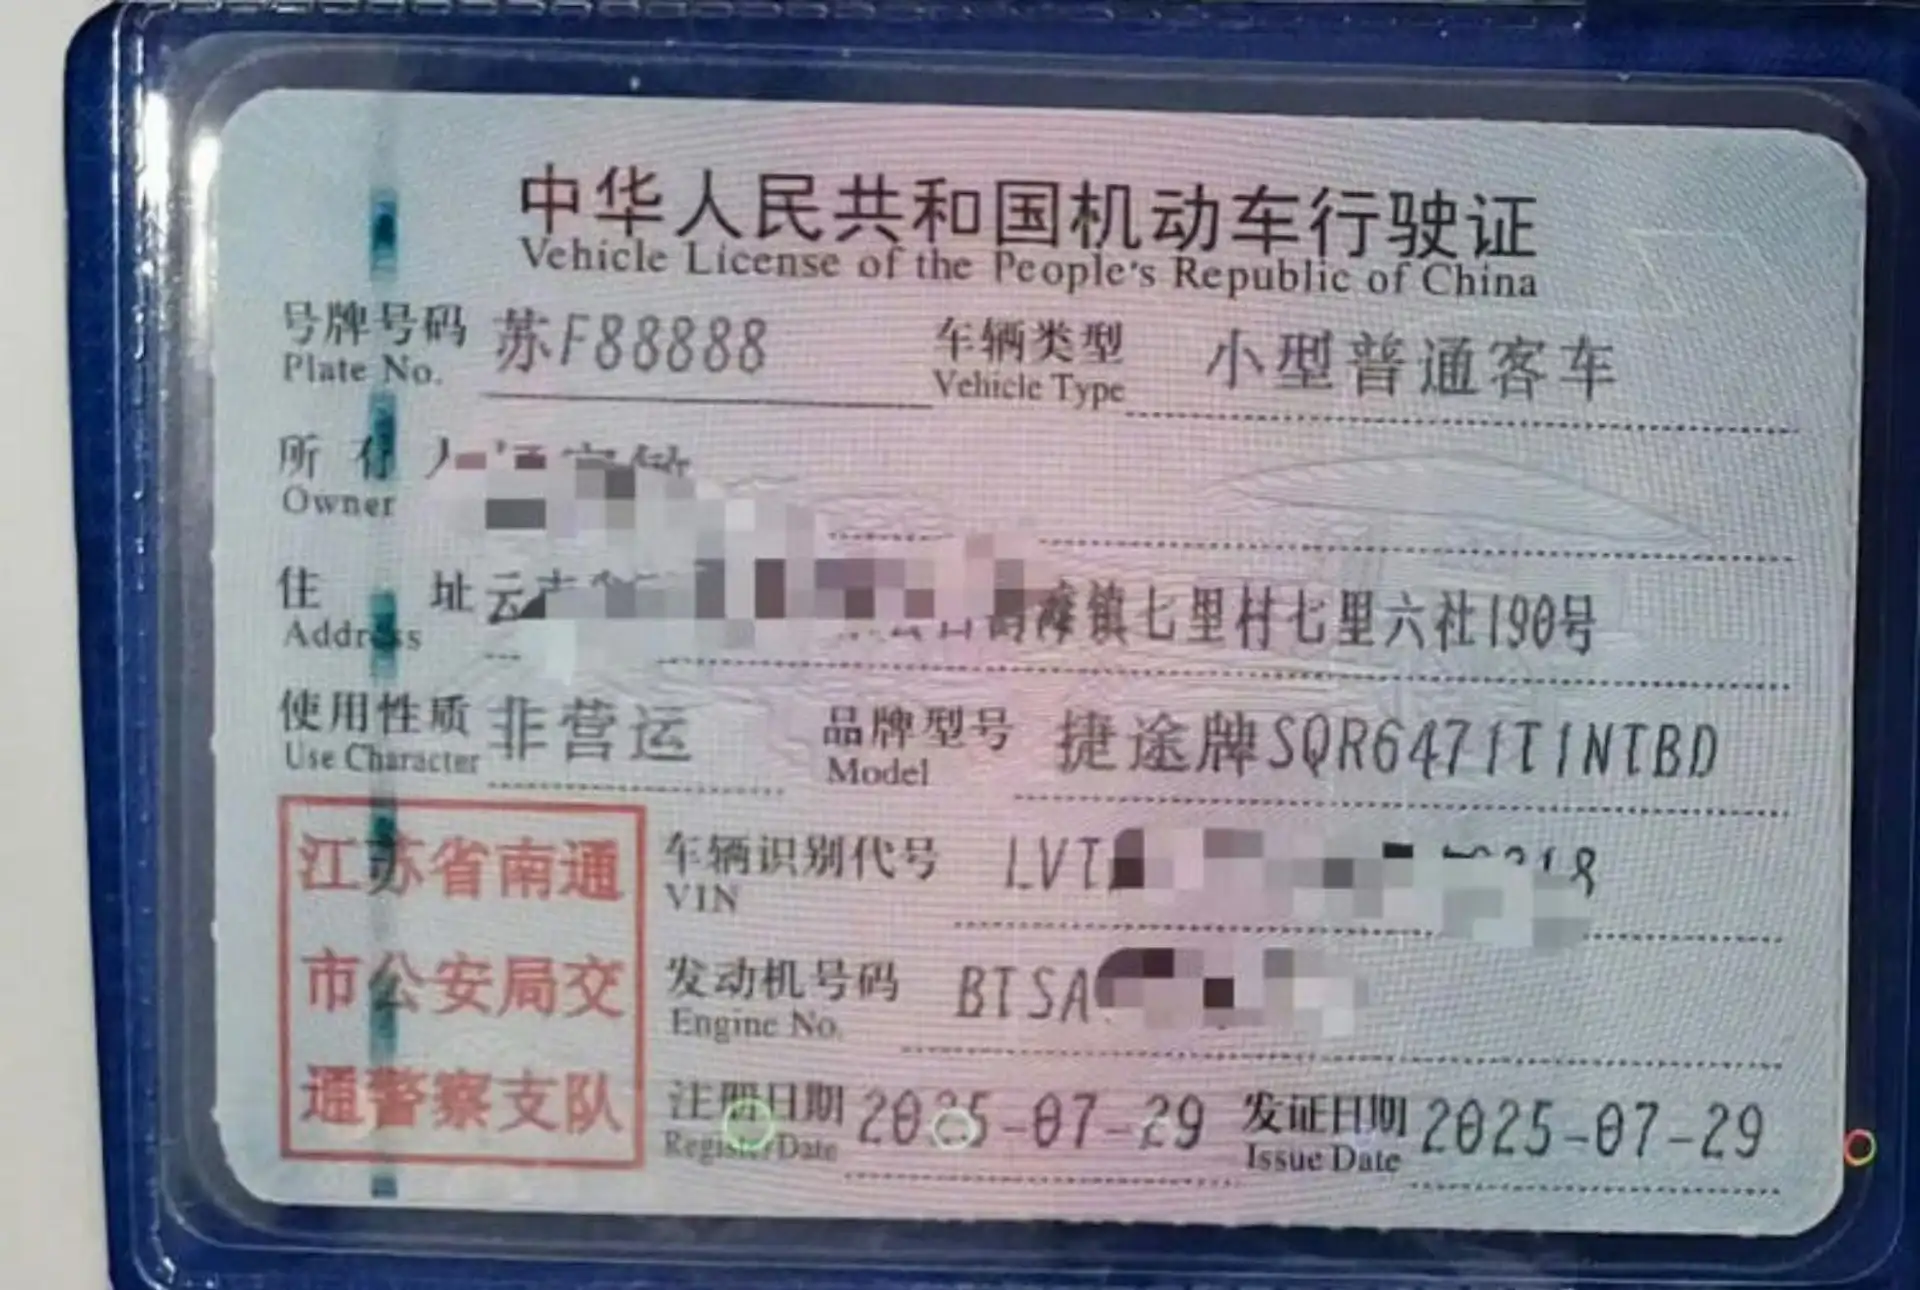 中华人民共和国机动车行驶证
Vehicle License of the People's Republic of China
号牌号码 苏F88888 车辆类型 小型普通客车
Plate No. Vehicle Type
所有人
Owner
住址 云 镇七里村七里六社190号
Address
使用性质 非营运 品牌型号 捷途牌SQR6471T1NTBD
Use Character Model
江苏省南通
市公安局交
通警察支队
车辆识别代号 LVT
VIN
发动机号码 BTSA
Engine No.
注册日期 2025-07-29 发证日期 2025-07-29
Register Date Issue Date